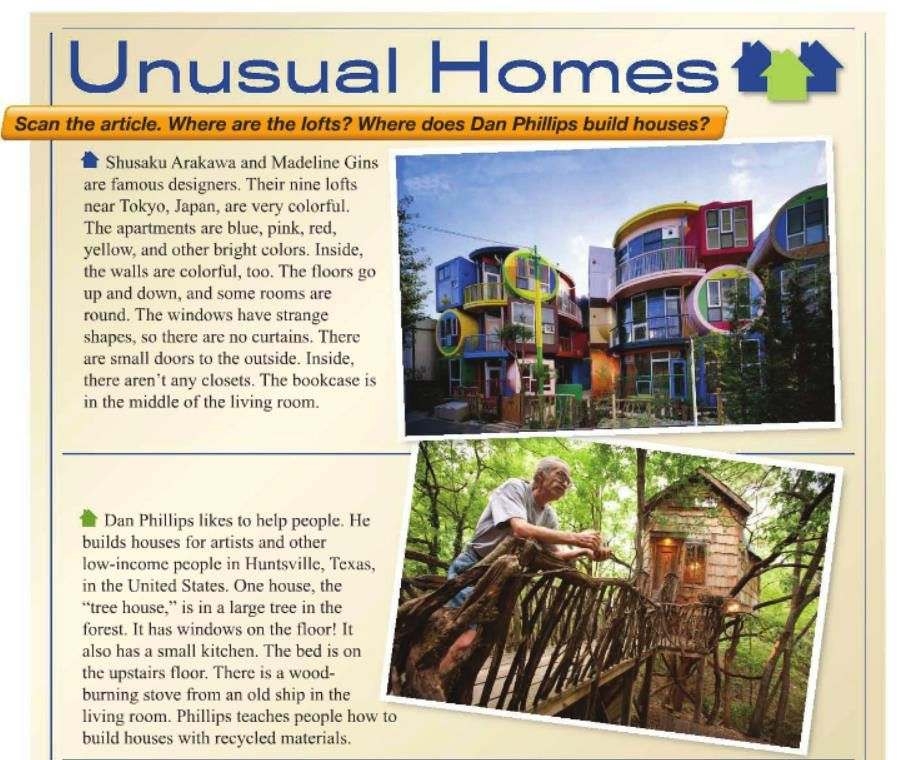 Unusual Homes
Scan the article. Where are the lofts? Where does Dan Phillips build houses?
Shusaku Arakawa and Madeline Gins
are famous designers. Their nine lofts
near Tokyo, Japan, are very colorful.
The apartments are blue, pink, red,
yellow, and other bright colors. Inside,
the walls are colorful, too. The floors go
up and down, and some rooms are
round. The windows have strange
shapes, so there are no curtains. There
are small doors to the outside. Inside,
there aren't any closets. The bookcase is
in the middle of the living room.
Dan Phillips likes to help people. He
builds houses for artists and other
low-income people in Huntsville, Texas,
in the United States. One house, the
“tree house,” is in a large tree in the
forest. It has windows on the floor! It
also has a small kitchen. The bed is on
the upstairs floor. There is a wood-
burning stove from an old ship in the
living room. Phillips teaches people how to
build houses with recycled materials.